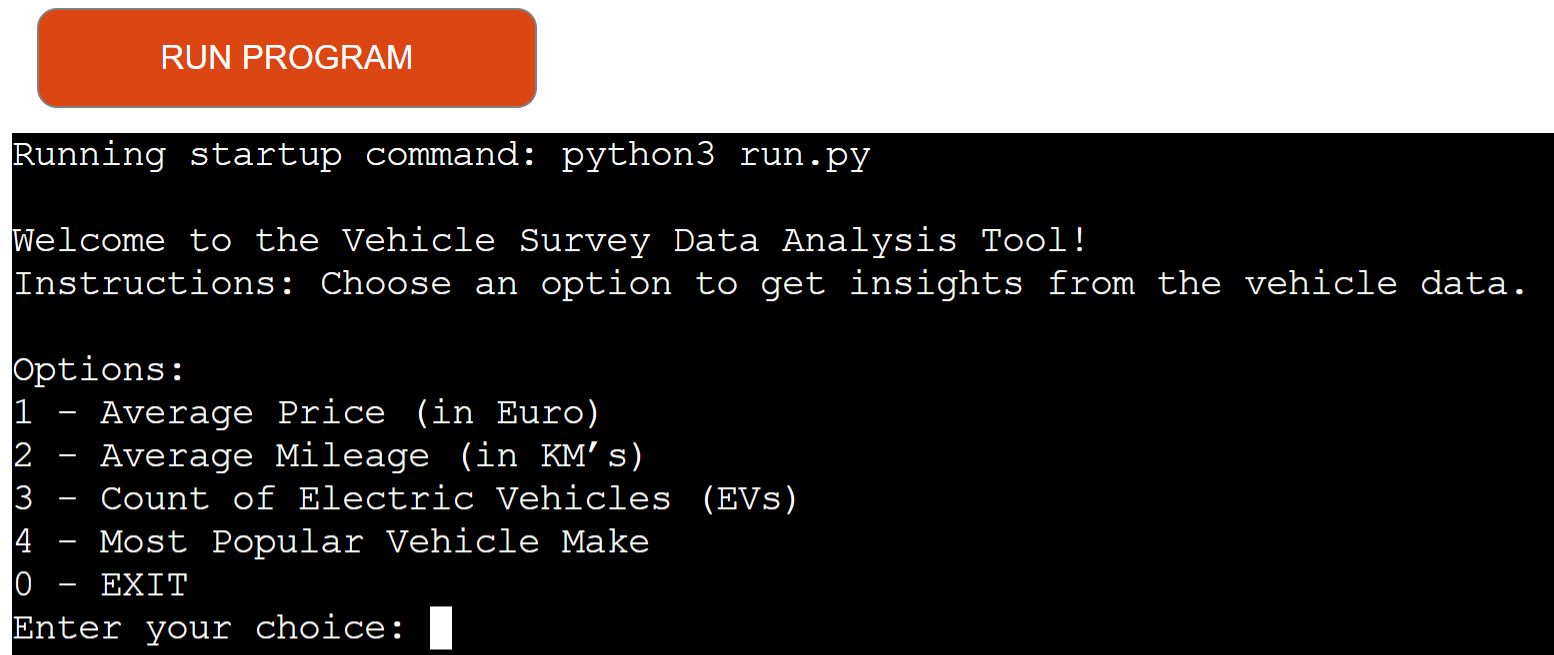 RUN PROGRAM
Running startup command: python3 run.py
Welcome to the Vehicle Survey Data Analysis Tool!
Instructions: Choose an option to get insights from the vehicle data.
Options:
1 - Average Price (in Euro)
2 - Average Mileage (in KM’s)
3 - Count of Electric Vehicles (EVs)
4 - Most Popular Vehicle Make
0 - EXIT
Enter your choice: